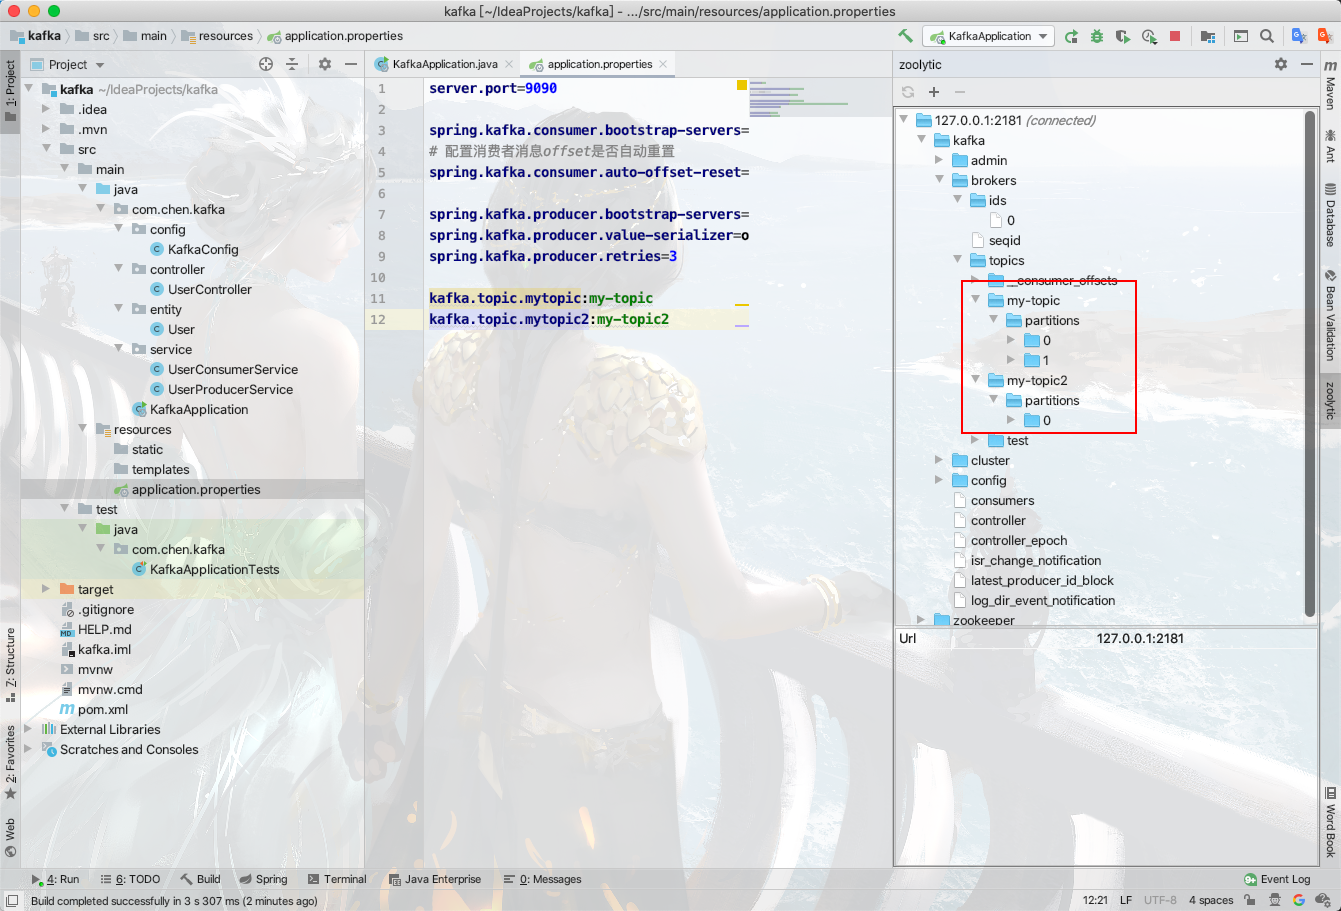 kafka [~/IdeaProjects/kafka] - .../src/main/resources/application.properties
kafka src main resources application.properties
KafkaApplication
Project
KafkaApplication.java
application.properties
zoolytic
1: Project
Z: Structure
2: Favorites
Web
kafka ~/IdeaProjects/kafka
.idea
.mvn
src
main
java
com.chen.kafka
config
KafkaConfig
controller
UserController
entity
User
service
UserConsumerService
UserProducerService
KafkaApplication
resources
static
templates
application.properties
test
java
com.chen.kafka
KafkaApplicationTests
target
.gitignore
HELP.md
kafka.iml
mvnw
mvnw.cmd
pom.xml
External Libraries
Scratches and Consoles
1 server.port=9090
2
3 spring.kafka.consumer.bootstrap-servers=
4 # 配置消费者消息offset是否自动重置
5 spring.kafka.consumer.auto-offset-reset=
6
7 spring.kafka.producer.bootstrap-servers=
8 spring.kafka.producer.value-serializer=o
9 spring.kafka.producer.retries=3
10
11 kafka.topic.mytopic:my-topic
12 kafka.topic.mytopic2:my-topic2
127.0.0.1:2181 (connected)
kafka
admin
brokers
ids
0
seqid
topics
__consumer_offsets
my-topic
partitions
0
1
my-topic2
partitions
0
test
cluster
config
consumers
controller
controller_epoch
isr_change_notification
latest_producer_id_block
log_dir_event_notification
zookeeper
Url 127.0.0.1:2181
Maven
Ant
Database
Bean Validation
zoolytic
Word Book
4: Run 6: TODO Build Spring Terminal Java Enterprise 0: Messages 9+ Event Log
Build completed successfully in 3 s 307 ms (2 minutes ago) 12:21 LF UTF-8 4 spaces